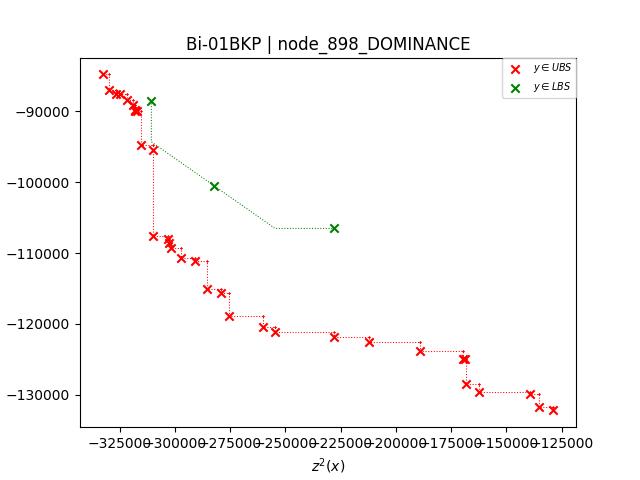 Bi-01BKP | node_898_DOMINANCE
y ∈ UBS
y ∈ LBS
−90000
−100000
−110000
−120000
−130000
−325000−300000−275000−250000−225000−200000−175000−150000−125000
z²(x)